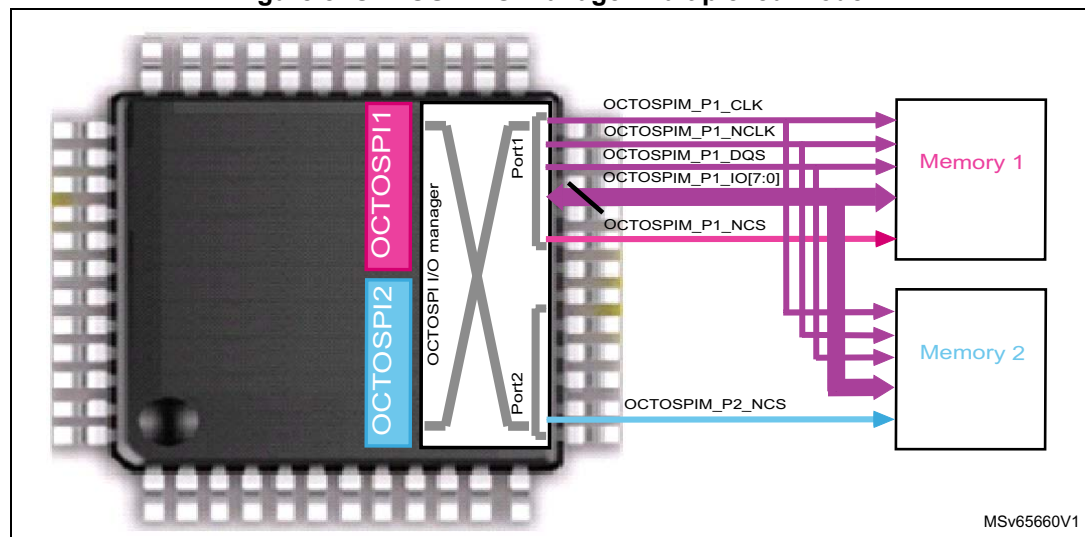 OCTOSPI1
OCTOSPI2
OCTOSPI I/O manager
Port1
Port2
OCTOSPIM_P1_CLK
OCTOSPIM_P1_NCLK
OCTOSPIM_P1_DQS
OCTOSPIM_P1_IO[7:0]
OCTOSPIM_P1_NCS
OCTOSPIM_P2_NCS
Memory 1
Memory 2
MSv65660V1